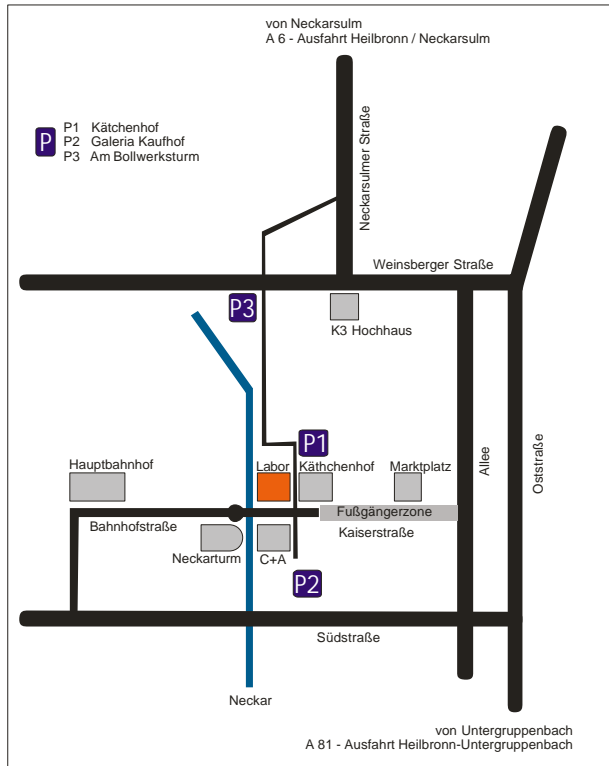 von Neckarsulm
A 6 - Ausfahrt Heilbronn / Neckarsulm
P
P1 Kätchenhof
P2 Galeria Kaufhof
P3 Am Bollwerksturm
Neckarsulmer Straße
Weinsberger Straße
P3
K3 Hochhaus
P1
Hauptbahnhof
Labor
Käthchenhof
Marktplatz
Allee
Oststraße
Fußgängerzone
Bahnhofstraße
Kaiserstraße
Neckarturm
C+A
P2
Südstraße
Neckar
von Untergruppenbach
A 81 - Ausfahrt Heilbronn-Untergruppenbach